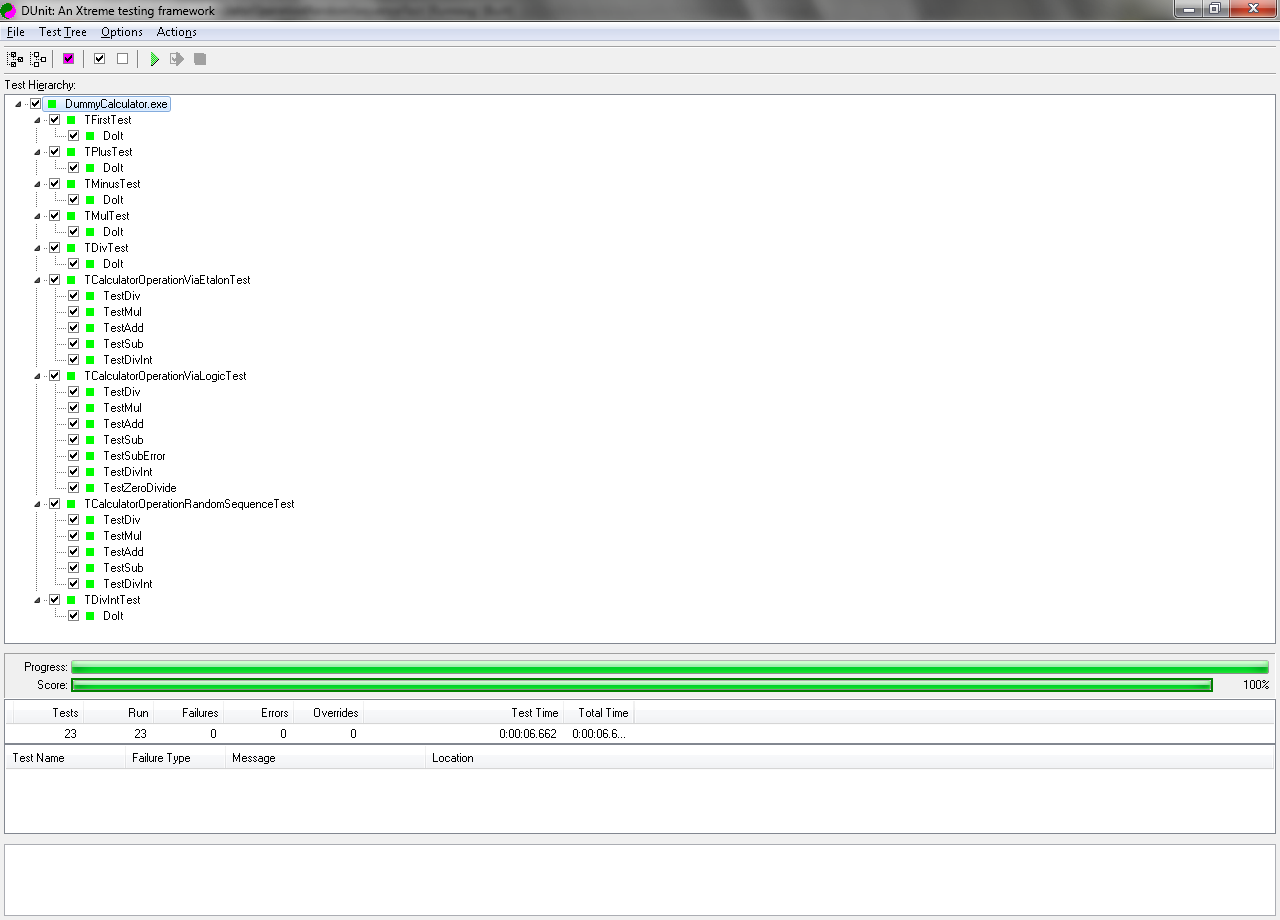 DUnit: An Xtreme testing framework
File Test Tree Options Actions
Test Hierarchy:
DummyCalculator.exe
TFirstTest
DoIt
TPlusTest
DoIt
TMinusTest
DoIt
TMulTest
DoIt
TDivTest
DoIt
TCalculatorOperationViaEtalonTest
TestDiv
TestMul
TestAdd
TestSub
TestDivInt
TCalculatorOperationViaLogicTest
TestDiv
TestMul
TestAdd
TestSub
TestSubError
TestDivInt
TestZeroDivide
TCalculatorOperationRandomSequenceTest
TestDiv
TestMul
TestAdd
TestSub
TestDivInt
TDivIntTest
DoIt
Progress:
Score: 100%
Tests Run Failures Errors Overrides Test Time Total Time
23 23 0 0 0 0:00:06.662 0:00:06.6...
Test Name Failure Type Message Location